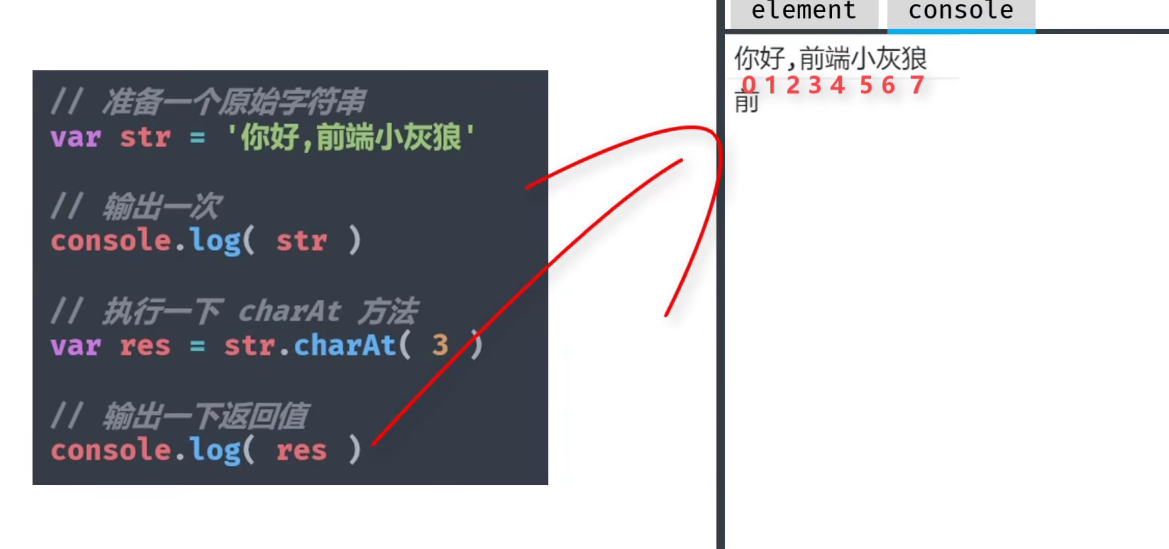 element console
你好,前端小灰狼
0 1 2 3 4 5 6 7
前
// 准备一个原始字符串
var str = '你好,前端小灰狼'
// 输出一次
console.log( str )
// 执行一下 charAt 方法
var res = str.charAt( 3 )
// 输出一下返回值
console.log( res )